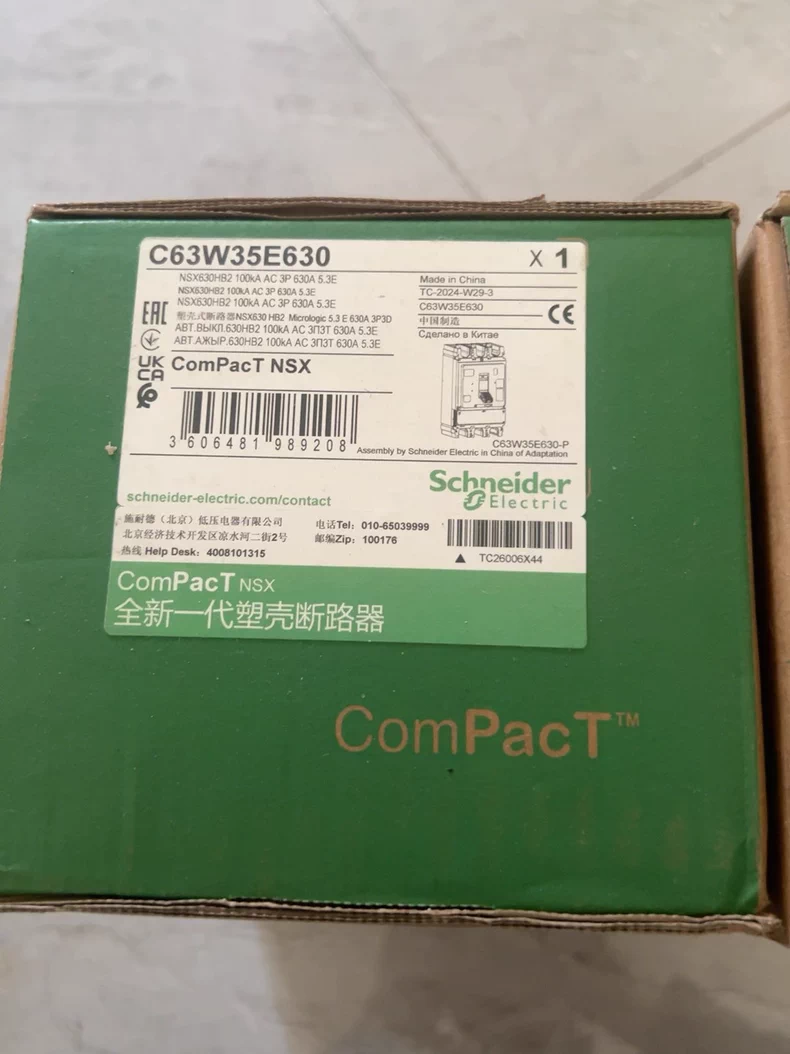 C63W35E630
X 1
NSX630HB2 100kA AC 3P 630A 5.3E
NSX630HB2 100kA AC 3P 630A 5.3E
NSX630HB2 100kA AC 3P 630A 5.3E
塑壳式断路器NSX630 HB2 Micrologic 5.3 E 630A 3P3D
АВТ.ВЫКЛ.630HB2 100kA AC 3П3Т 630A 5.3E
АВТ.АЖЫР.630HB2 100kA AC 3П3Т 630A 5.3E
Made in China
TC-2024-W29-3
C63W35E630
中国制造
Сделано в Китае
CE
EAC
UK
CA
ComPacT NSX
3 606481 989208
C63W35E630-P
Assembly by Schneider Electric in China of Adaptation
schneider-electric.com/contact
Schneider
Electric
施耐德（北京）低压电器有限公司
北京经济技术开发区凉水河二街2号
热线 Help Desk: 4008101315
电话Tel: 010-65039999
邮编Zip: 100176
TC26006X44
ComPacT NSX
全新一代塑壳断路器
ComPacT™